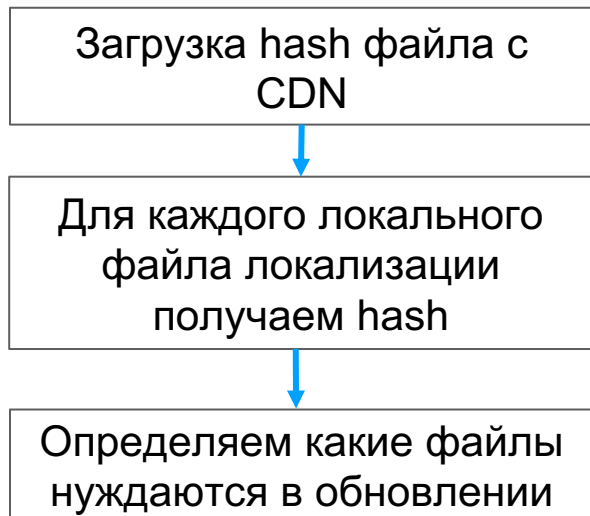 Загрузка hash файла с
CDN
Для каждого локального
файла локализации
получаем hash
Определяем какие файлы
нуждаются в обновлении